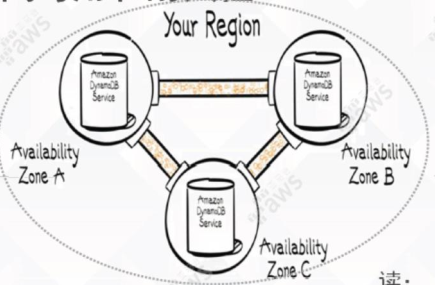 Your Region
Amazon
DynamoDB
Service
Amazon
DynamoDB
Service
Availability
Zone A
Availability
Zone B
Amazon
DynamoDB
Service
Availability
Zone C
读:
aws
aws
aws